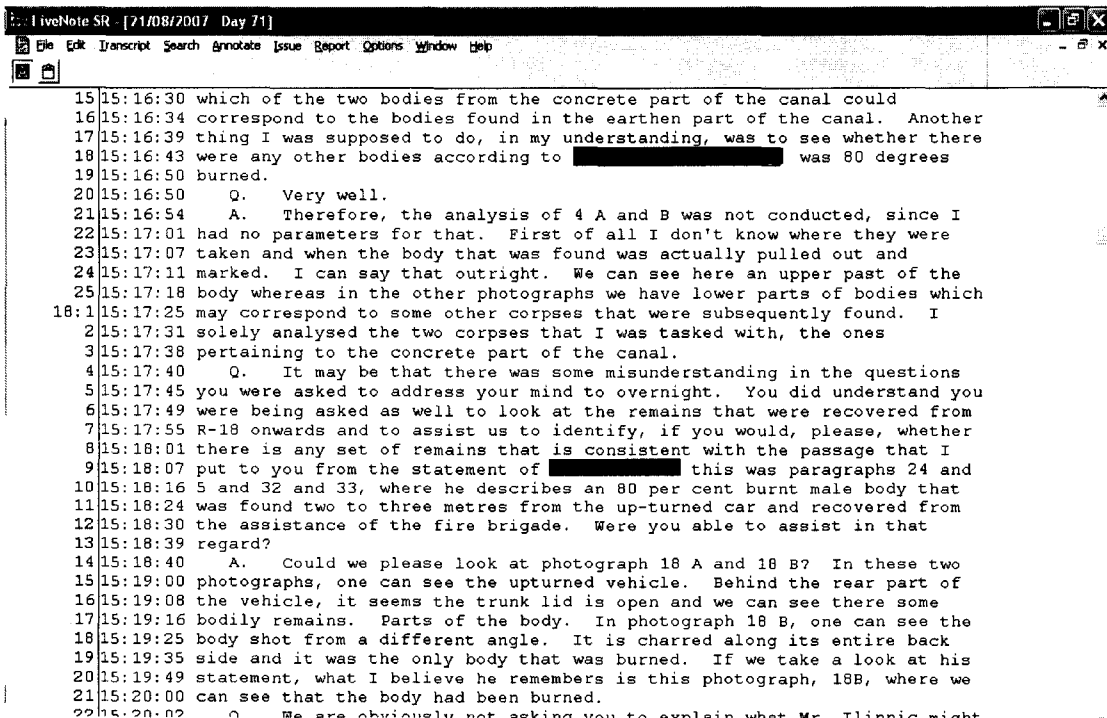 LiveNote SR - [21/08/2007 Day 71]
File Edit Transcript Search Annotate Issue Report Options Window Help
15 15:16:30 which of the two bodies from the concrete part of the canal could
16 15:16:34 correspond to the bodies found in the earthen part of the canal. Another
17 15:16:39 thing I was supposed to do, in my understanding, was to see whether there
18 15:16:43 were any other bodies according to was 80 degrees
19 15:16:50 burned.
20 15:16:50 Q. Very well.
21 15:16:54 A. Therefore, the analysis of 4 A and B was not conducted, since I
22 15:17:01 had no parameters for that. First of all I don't know where they were
23 15:17:07 taken and when the body that was found was actually pulled out and
24 15:17:11 marked. I can say that outright. We can see here an upper past of the
25 15:17:18 body whereas in the other photographs we have lower parts of bodies which
18:1 15:17:25 may correspond to some other corpses that were subsequently found. I
2 15:17:31 solely analysed the two corpses that I was tasked with, the ones
3 15:17:38 pertaining to the concrete part of the canal.
4 15:17:40 Q. It may be that there was some misunderstanding in the questions
5 15:17:45 you were asked to address your mind to overnight. You did understand you
6 15:17:49 were being asked as well to look at the remains that were recovered from
7 15:17:55 R-18 onwards and to assist us to identify, if you would, please, whether
8 15:18:01 there is any set of remains that is consistent with the passage that I
9 15:18:07 put to you from the statement of this was paragraphs 24 and
10 15:18:16 5 and 32 and 33, where he describes an 80 per cent burnt male body that
11 15:18:24 was found two to three metres from the up-turned car and recovered from
12 15:18:30 the assistance of the fire brigade. Were you able to assist in that
13 15:18:39 regard?
14 15:18:40 A. Could we please look at photograph 18 A and 18 B? In these two
15 15:19:00 photographs, one can see the upturned vehicle. Behind the rear part of
16 15:19:08 the vehicle, it seems the trunk lid is open and we can see there some
17 15:19:16 bodily remains. Parts of the body. In photograph 18 B, one can see the
18 15:19:25 body shot from a different angle. It is charred along its entire back
19 15:19:35 side and it was the only body that was burned. If we take a look at his
20 15:19:49 statement, what I believe he remembers is this photograph, 18B, where we
21 15:20:00 can see that the body had been burned.
22 15:20:02 Q. We are obviously not asking you to explain what Mr. might